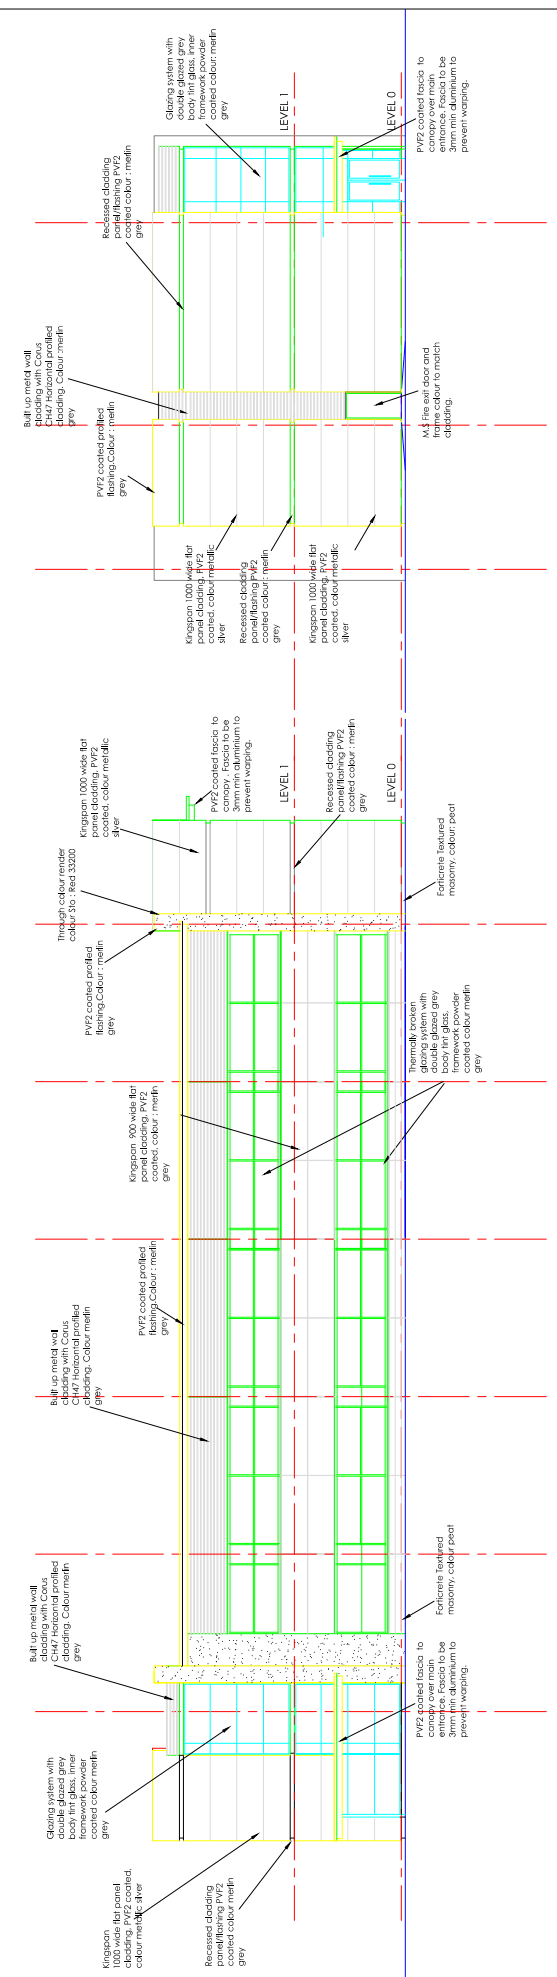 Kingspan
1000 wide flat panel
cladding, PVF2 coated,
colour metallic silver
Recessed cladding
panel/flashing PVF2
coated colour merlin
grey
Glazing system with
double glazed grey
body tint glass, inner
framework powder
coated colour merlin
grey
Built up metal wall
cladding with Corus
CH47 Horizontal profiled
cladding. Colour merlin
grey
PVF2 coated fascia to
canopy over main
entrance. Fascia to be
3mm min aluminium to
prevent warping.
Forticrete Textured
masonry, colour peat
Built up metal wall
cladding with Corus
CH47 Horizontal profiled
cladding. Colour merlin
grey
PVF2 coated profiled
flashing.Colour : merlin
grey
Kingspan 900 wide flat
panel cladding, PVF2
coated, colour : merlin
grey
Thermally broken
glazing system with
double glazed grey
body tint glass,
framework powder
coated colour merlin
grey
PVF2 coated profiled
flashing.Colour : merlin
grey
Through colour render
colour Sto : Red 33200
Kingspan 1000 wide flat
panel cladding, PVF2
coated, colour metallic
silver
PVF2 coated fascia to
canopy . Fascia to be
3mm min aluminium to
prevent warping.
LEVEL 1
Recessed cladding
panel/flashing PVF2
coated colour : merlin
grey
LEVEL 0
Forticrete Textured
masonry, colour: peat
Kingspan 1000 wide flat
panel cladding, PVF2
coated, colour metallic
silver
Recessed cladding
panel/flashing PVF2
coated colour : merlin
grey
Kingspan 1000 wide flat
panel cladding, PVF2
coated, colour metallic
silver
PVF2 coated profiled
flashing.Colour : merlin
grey
Built up metal wall
cladding with Corus
CH47 Horizontal profiled
cladding. Colour :merlin
grey
M.S Fire exit door and
frame colour to match
cladding.
Recessed cladding
panel/flashing PVF2
coated colour : merlin
grey
Glazing system with
double glazed grey
body tint glass, inner
framework powder
coated colour: merlin
grey
LEVEL 1
LEVEL 0
PVF2 coated fascia to
canopy over main
entrance. Fascia to be
3mm min aluminium to
prevent warping.